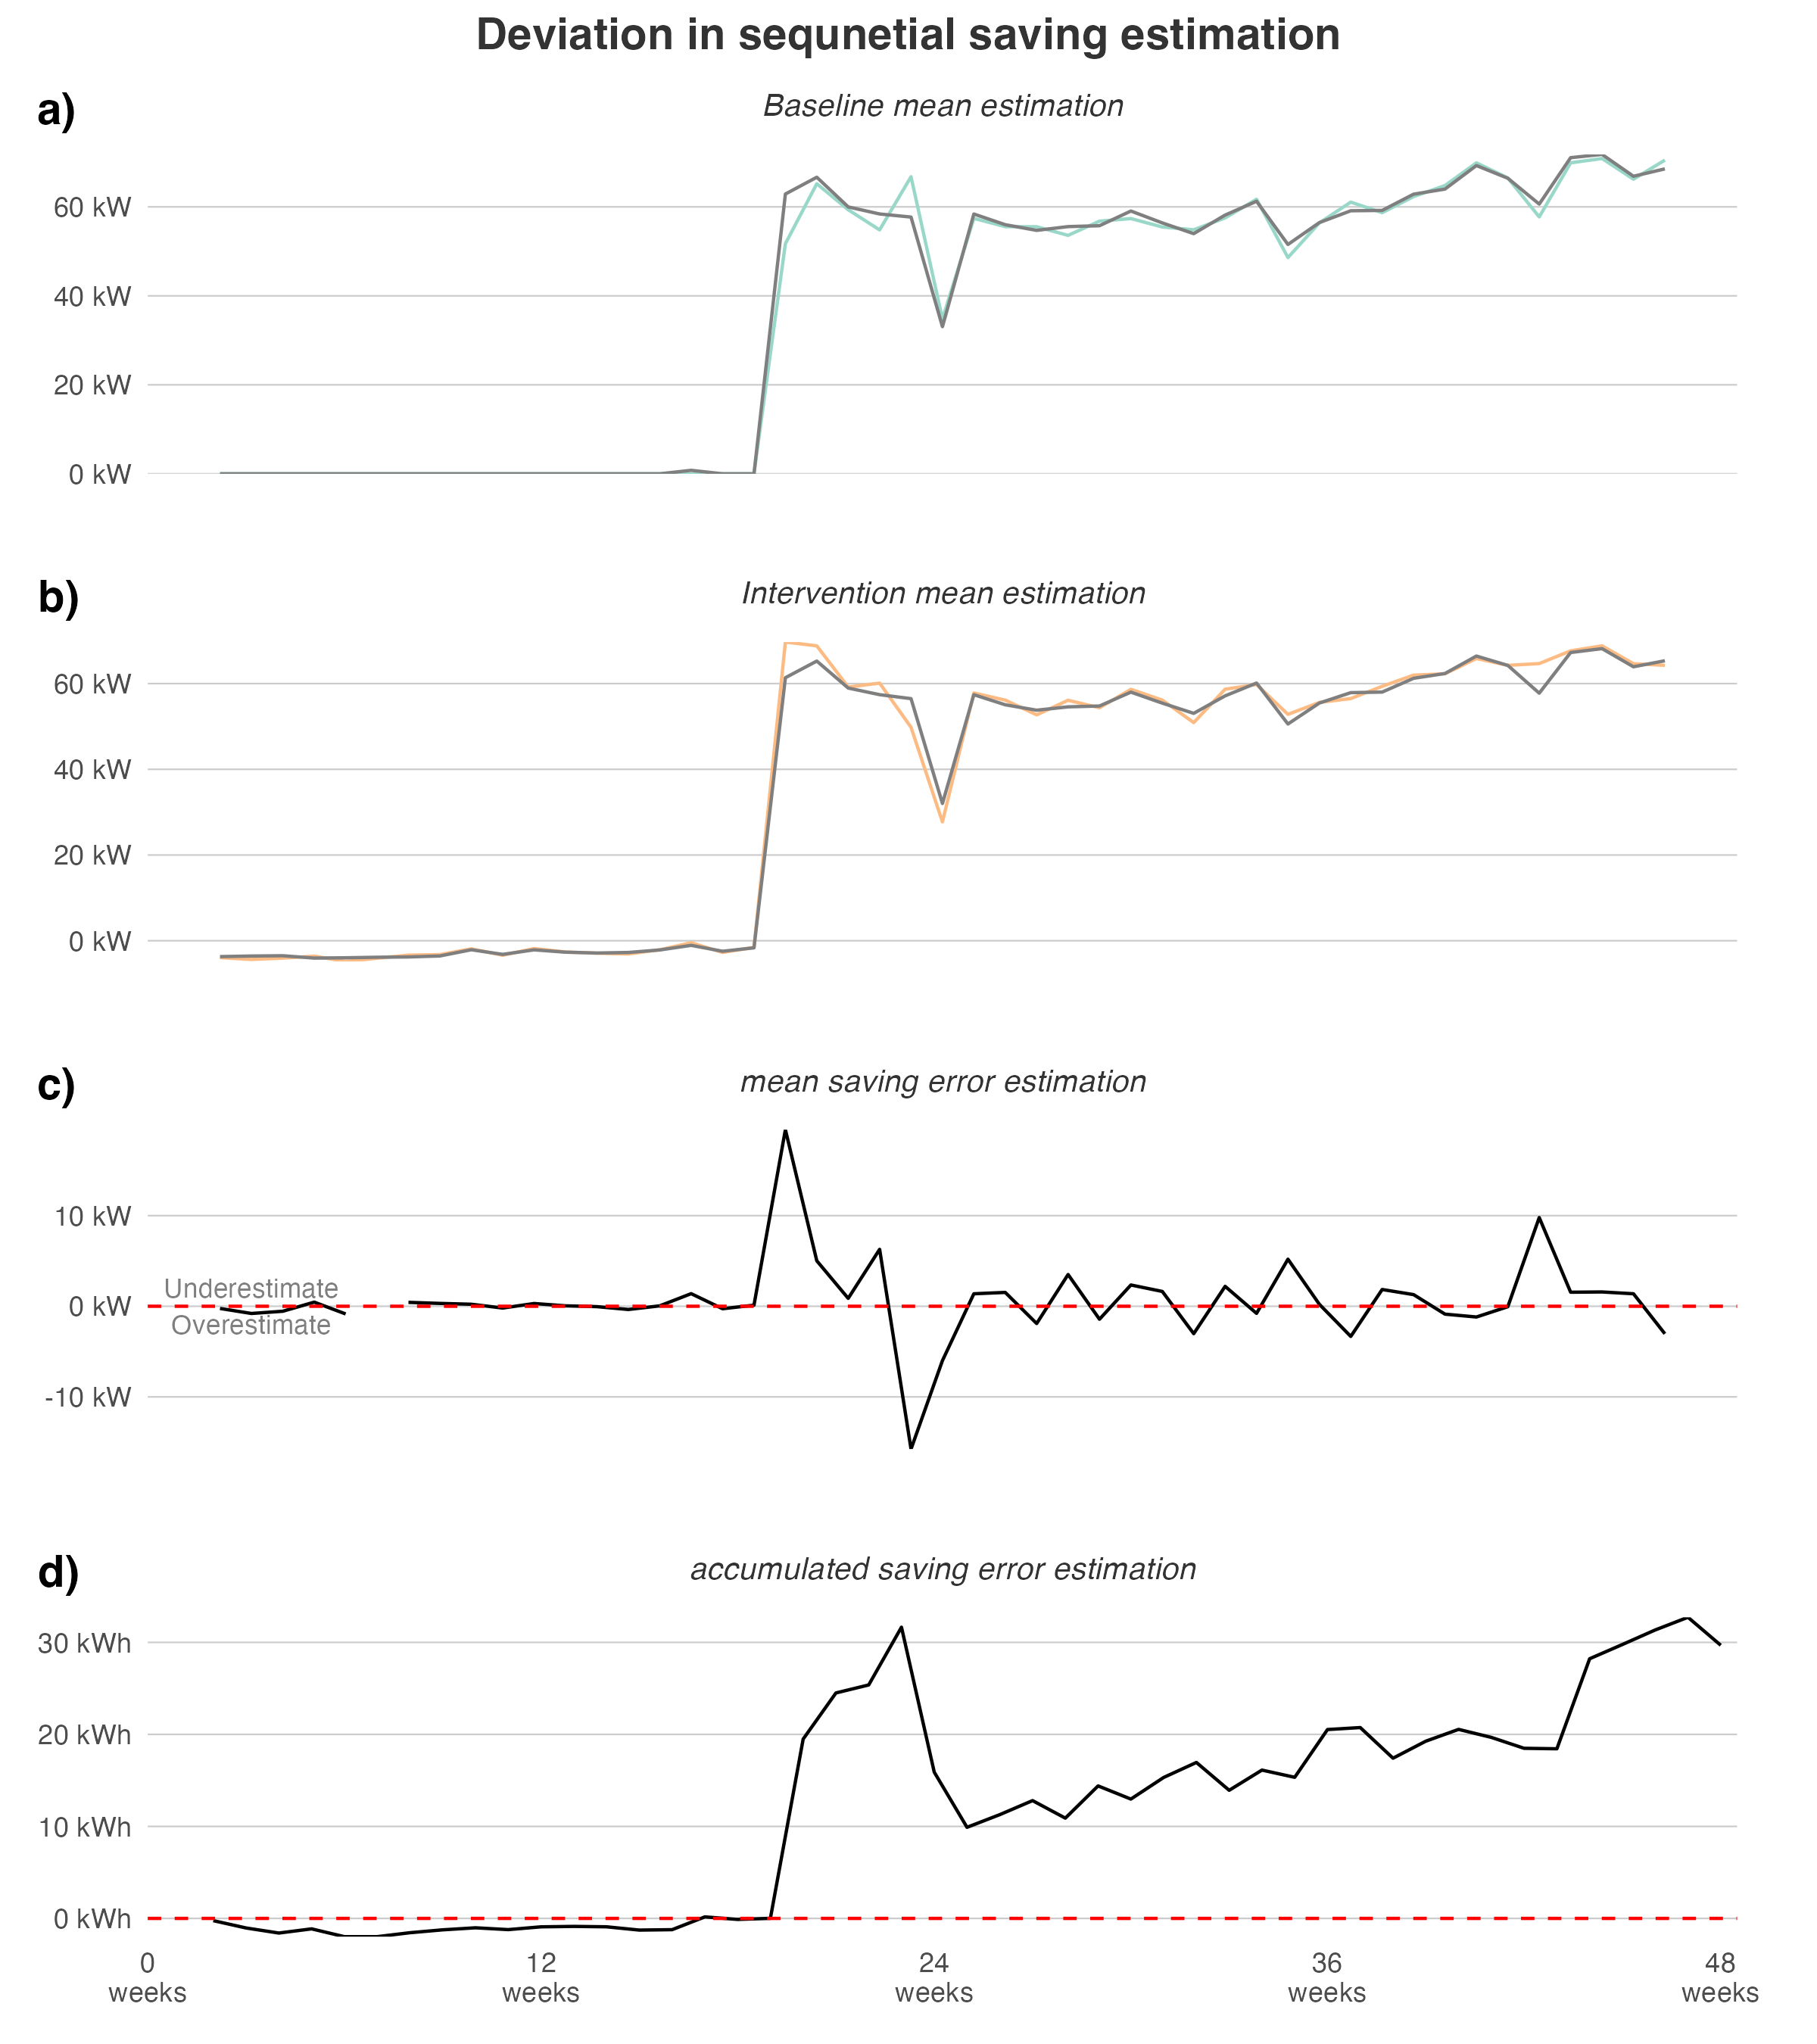 Deviation in sequnetial saving estimation
a)
Baseline mean estimation
60 kW
40 kW
20 kW
0 kW
b)
Intervention mean estimation
60 kW
40 kW
20 kW
0 kW
c)
mean saving error estimation
10 kW
Underestimate
0 kW
Overestimate
-10 kW
d)
accumulated saving error estimation
30 kWh
20 kWh
10 kWh
0 kWh
0 12 24 36 48
weeks weeks weeks weeks weeks